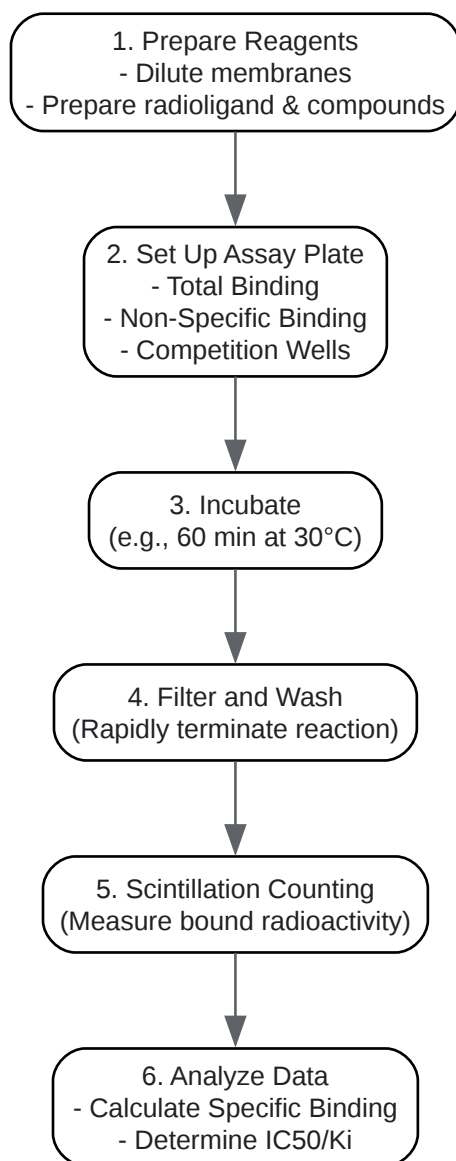 1. Prepare Reagents
- Dilute membranes
- Prepare radioligand & compounds
2. Set Up Assay Plate
- Total Binding
- Non-Specific Binding
- Competition Wells
3. Incubate
(e.g., 60 min at 30°C)
4. Filter and Wash
(Rapidly terminate reaction)
5. Scintillation Counting
(Measure bound radioactivity)
6. Analyze Data
- Calculate Specific Binding
- Determine IC50/Ki